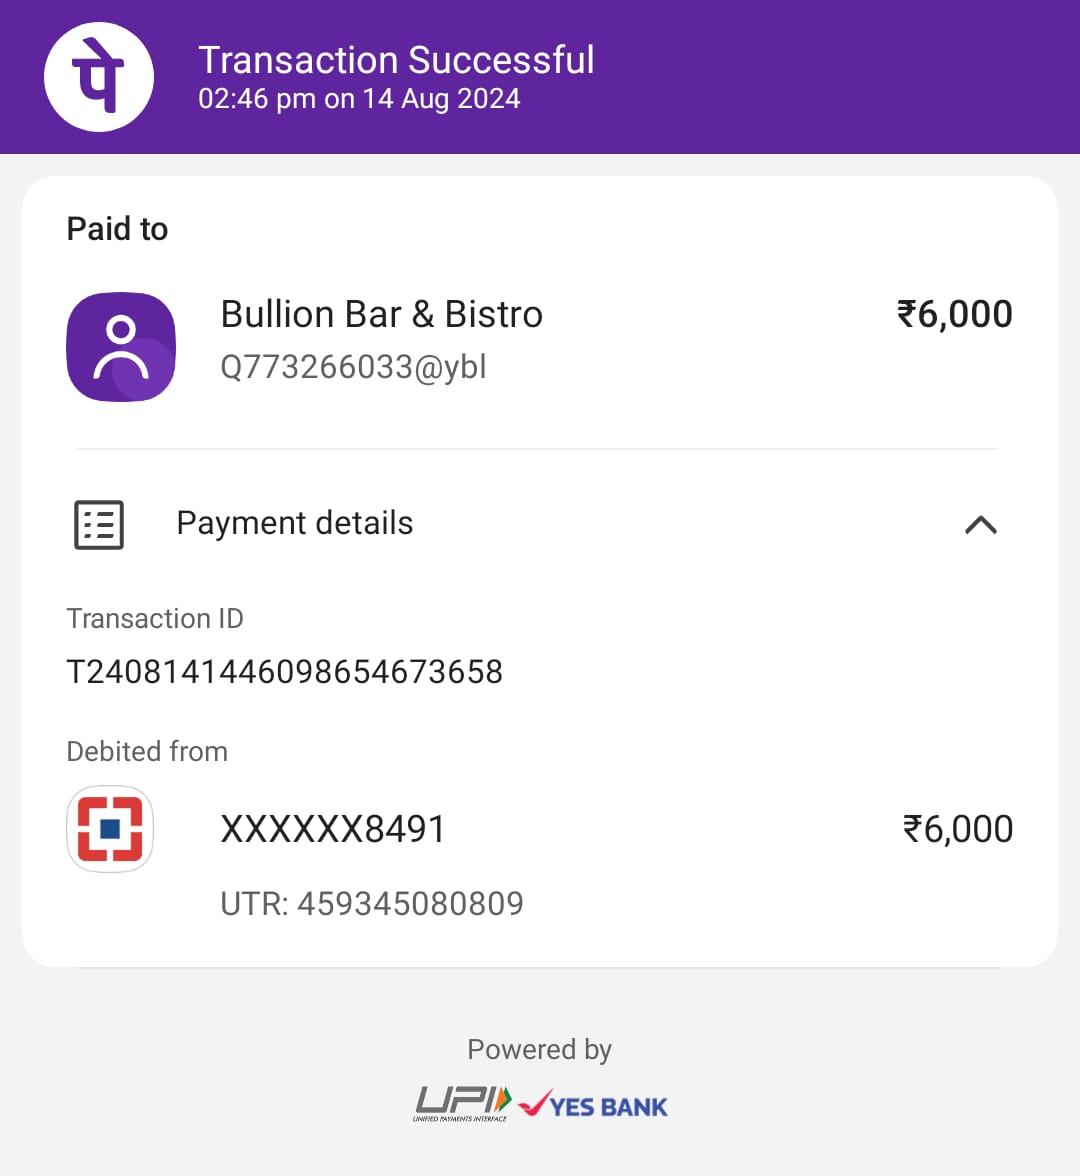 पे
Transaction Successful
02:46 pm on 14 Aug 2024
Paid to
Bullion Bar & Bistro
₹6,000
Q773266033@ybl
Payment details
Transaction ID
T2408141446098654673658
Debited from
XXXXXX8491
₹6,000
UTR: 459345080809
Powered by
UPI
UNIFIED PAYMENTS INTERFACE
YES BANK